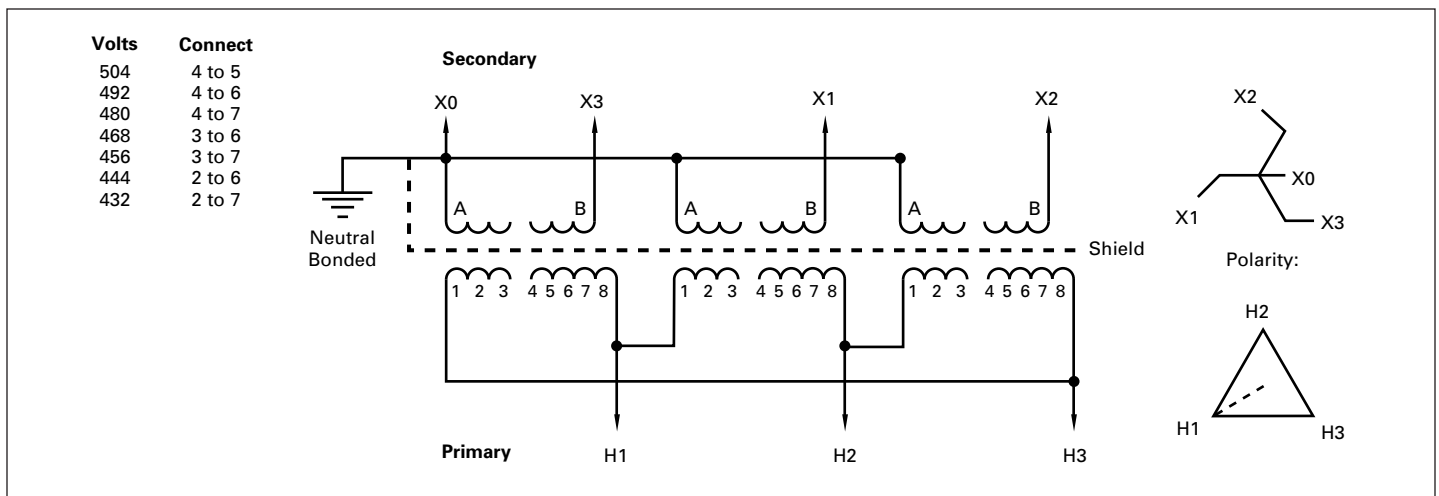 Volts Connect
504 4 to 5
492 4 to 6
480 4 to 7
468 3 to 6
456 3 to 7
444 2 to 6
432 2 to 7
Secondary
X0 X3 X1 X2
A B A B A B
Neutral
Bonded
Shield
1 2 3 4 5 6 7 8 1 2 3 4 5 6 7 8 1 2 3 4 5 6 7 8
Primary
H1 H2 H3
X2
X0
X1 X3
Polarity:
H2
H1 H3